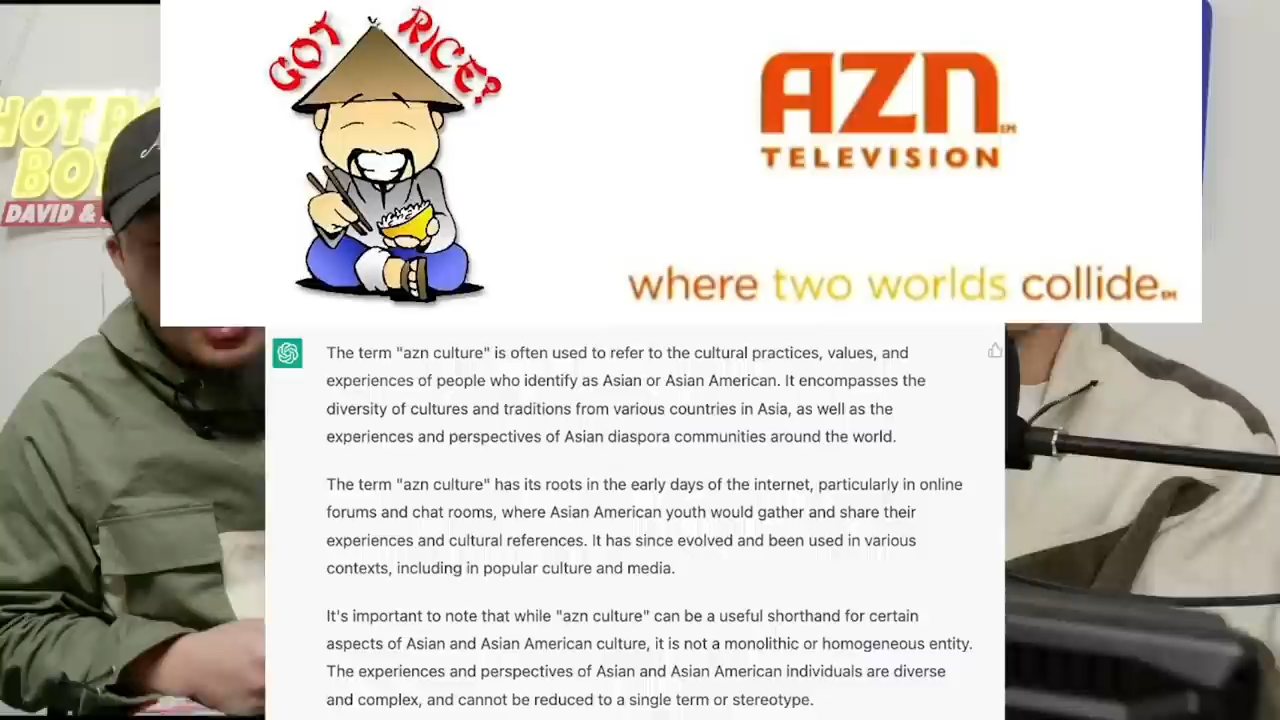 GOT RICE?
AZN
TELEVISION
where two worlds collide.
HOT
BOY
DAVID &
The term "azn culture" is often used to refer to the cultural practices, values, and
experiences of people who identify as Asian or Asian American. It encompasses the
diversity of cultures and traditions from various countries in Asia, as well as the
experiences and perspectives of Asian diaspora communities around the world.
The term "azn culture" has its roots in the early days of the internet, particularly in online
forums and chat rooms, where Asian American youth would gather and share their
experiences and cultural references. It has since evolved and been used in various
contexts, including in popular culture and media.
It's important to note that while "azn culture" can be a useful shorthand for certain
aspects of Asian and Asian American culture, it is not a monolithic or homogeneous entity.
The experiences and perspectives of Asian and Asian American individuals are diverse
and complex, and cannot be reduced to a single term or stereotype.